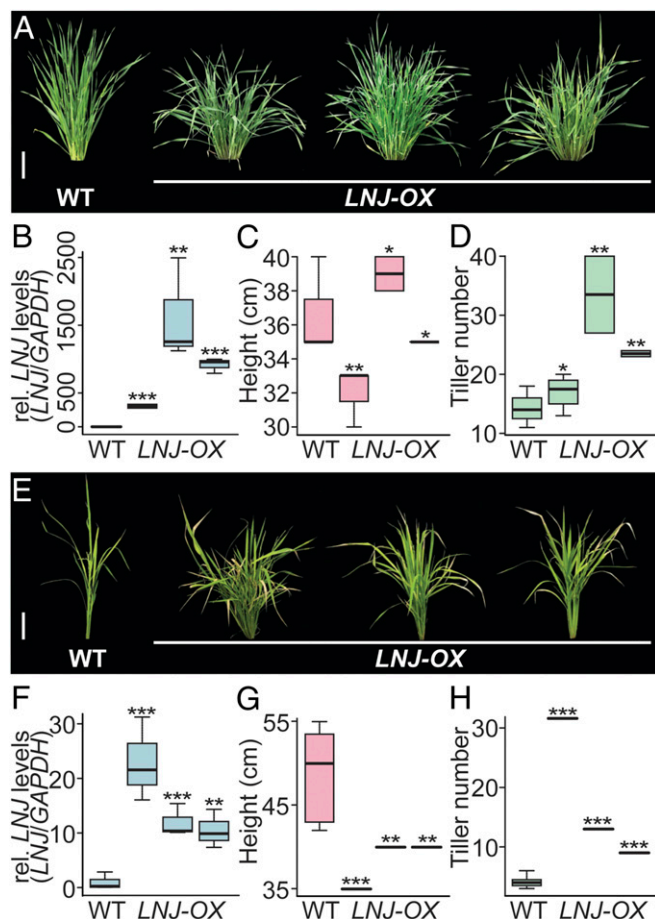 A
WT
LNJ-OX
B
rel. LNJ levels
(LNJ/GAPDH)
0 500 1500 2500
***
**
***
WT LNJ-OX
C
Height (cm)
40
38
36
34
32
30
**
*
*
WT LNJ-OX
D
Tiller number
40
30
20
10
*
**
**
WT LNJ-OX
E
WT
LNJ-OX
F
rel. LNJ levels
(LNJ/GAPDH)
30
20
10
0
***
***
**
WT LNJ-OX
G
Height (cm)
55
45
35
***
**
**
WT LNJ-OX
H
Tiller number
30
20
10
***
***
***
WT LNJ-OX